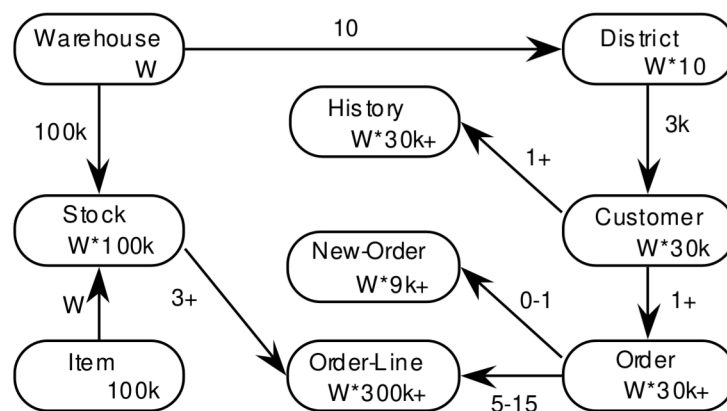 Warehouse
W
10
District
W*10
100k
History
W*30k+
3k
1+
Stock
W*100k
Customer
W*30k
New-Order
W*9k+
W
3+
0-1
1+
Item
100k
Order-Line
W*300k+
5-15
Order
W*30k+